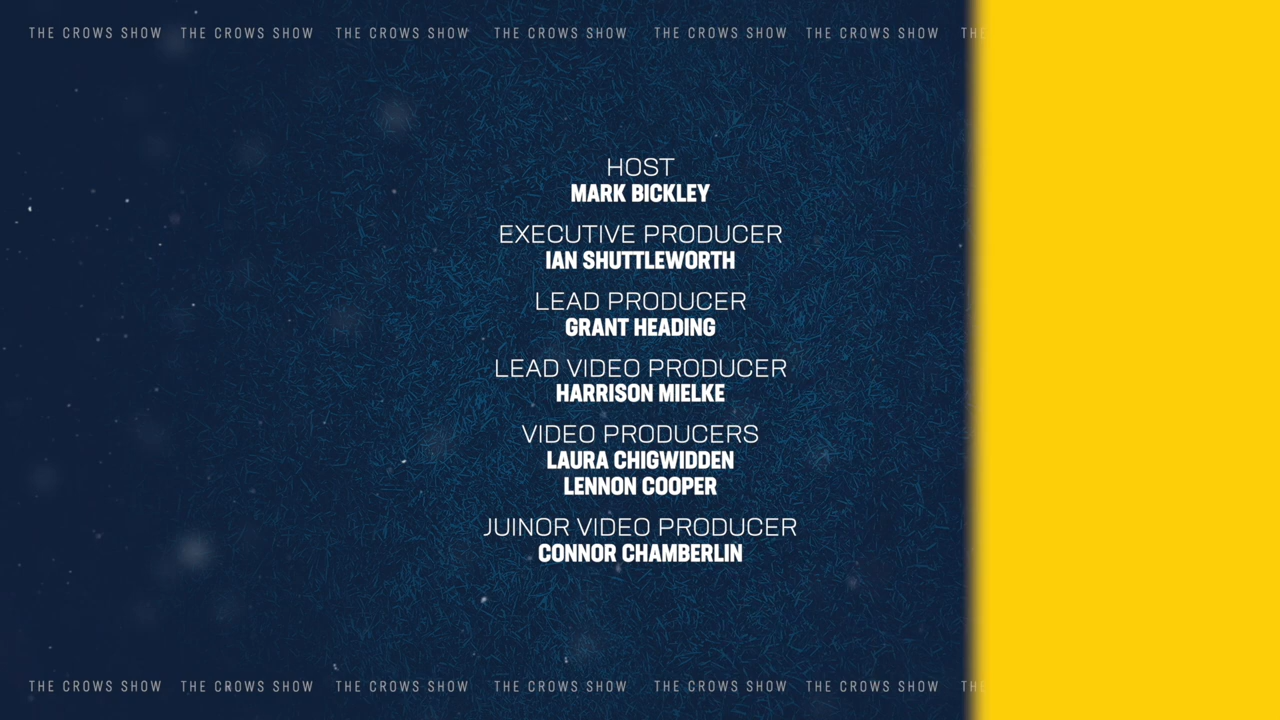 THE CROWS SHOW THE CROWS SHOW THE CROWS SHOW THE CROWS SHOW THE CROWS SHOW THE CROWS SHOW THE
HOST
MARK BICKLEY
EXECUTIVE PRODUCER
IAN SHUTTLEWORTH
LEAD PRODUCER
GRANT HEADING
LEAD VIDEO PRODUCER
HARRISON MIELKE
VIDEO PRODUCERS
LAURA CHIGWIDDEN
LENNON COOPER
JUINOR VIDEO PRODUCER
CONNOR CHAMBERLIN
THE CROWS SHOW THE CROWS SHOW THE CROWS SHOW THE CROWS SHOW THE CROWS SHOW THE CROWS SHOW THE